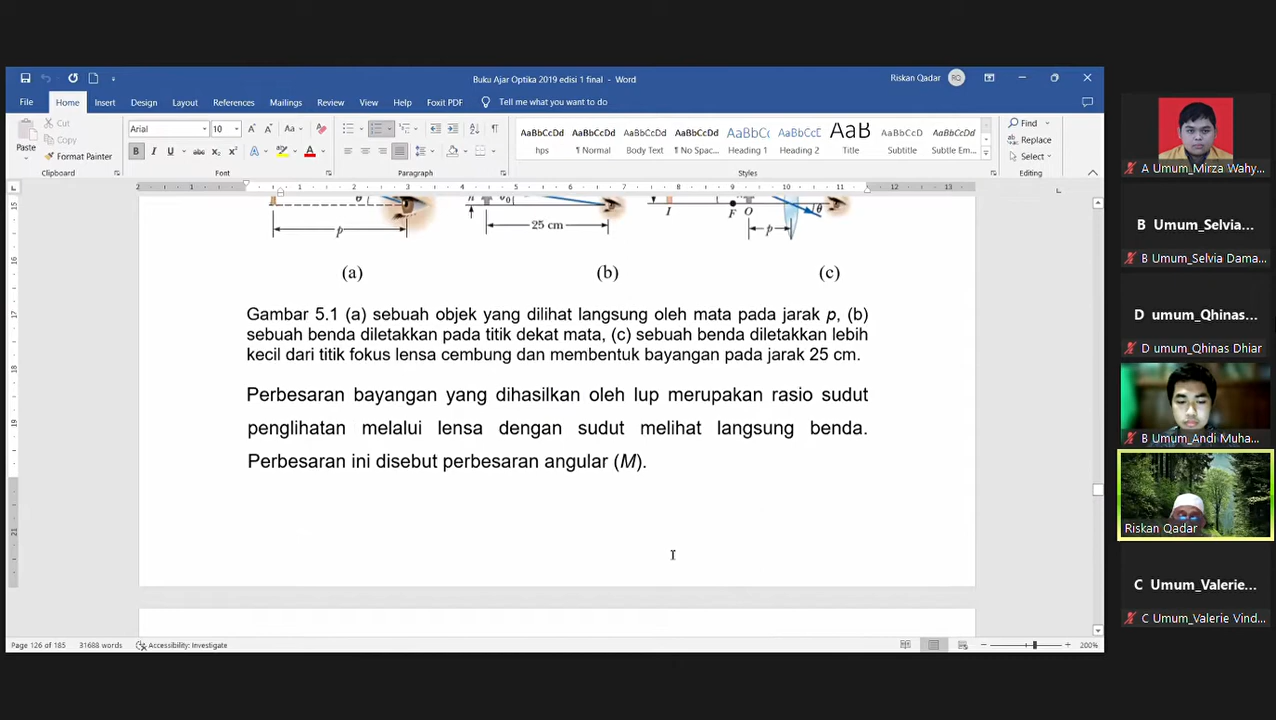 Buku Ajar Optika 2019 edisi 1 final - Word
Riskan Qadar
RQ
File Home Insert Design Layout References Mailings Review View Help Foxit PDF Tell me what you want to do
Paste
Cut
Copy
Format Painter
Clipboard
Arial
10
Font
Paragraph
AaBbCcDd hps
AaBbCcDd ¶ Normal
AaBbCcDd Body Text
AaBbCcDd ¶ No Spac...
AaBbCcI Heading 1
AaBbCcD Heading 2
AaB Title
AaBbCcD Subtitle
AaBbCcDd Subtle Em...
Styles
Find
Replace
Select
Editing
p
25 cm
I F O p θ
(a) (b) (c)
Gambar 5.1 (a) sebuah objek yang dilihat langsung oleh mata pada jarak p, (b)
sebuah benda diletakkan pada titik dekat mata, (c) sebuah benda diletakkan lebih
kecil dari titik fokus lensa cembung dan membentuk bayangan pada jarak 25 cm.
Perbesaran bayangan yang dihasilkan oleh lup merupakan rasio sudut
penglihatan melalui lensa dengan sudut melihat langsung benda.
Perbesaran ini disebut perbesaran angular (M).
Page 126 of 185 31688 words Accessibility: Investigate
200%
A Umum_Mirza Wahy...
B Umum_Selvia...
B Umum_Selvia Dama...
D umum_Qhinas...
D umum_Qhinas Dhiar
B Umum_Andi Muha...
Riskan Qadar
C Umum_Valerie...
C Umum_Valerie Vind...